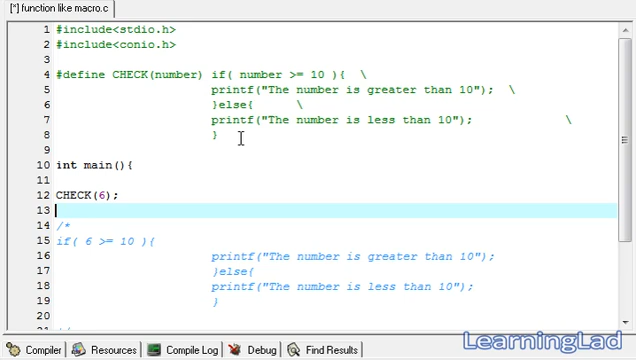 [*] function like macro.c
1 #include<stdio.h>
2 #include<conio.h>
3
4 #define CHECK(number) if( number >= 10 ){ \
5 printf("The number is greater than 10"); \
6 }else{ \
7 printf("The number is less than 10"); \
8 }
9
10 int main(){
11
12 CHECK(6);
13
14 /*
15 if( 6 >= 10 ){
16 printf("The number is greater than 10");
17 }else{
18 printf("The number is less than 10");
19 }
20
Compiler Resources Compile Log Debug Find Results
LearningLad